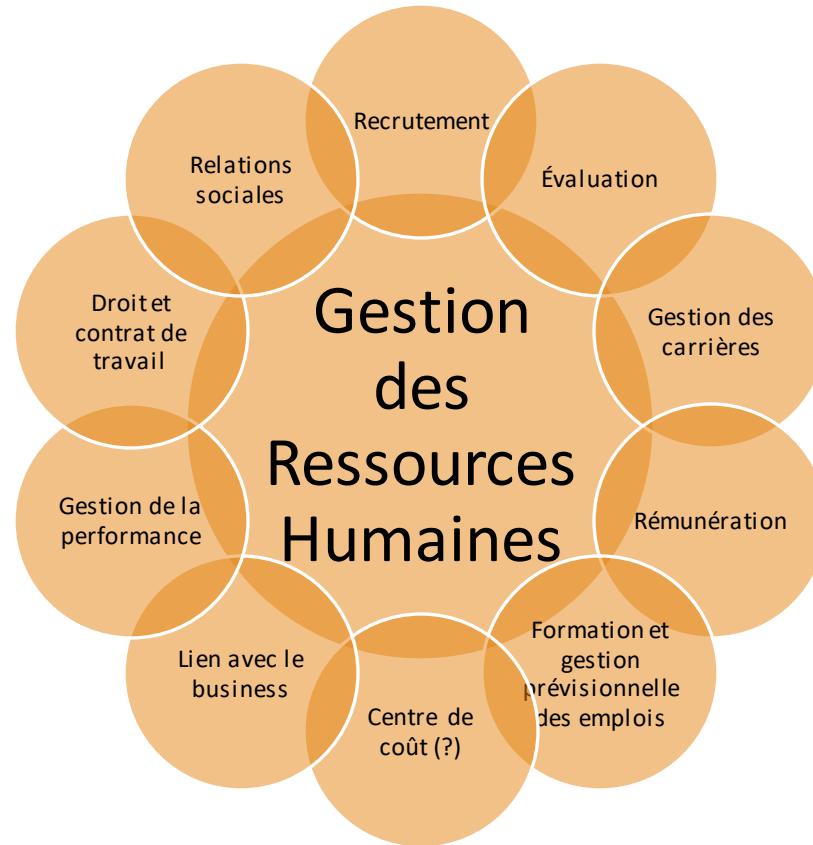 Recrutement
Évaluation
Gestion des
carrières
Rémunération
Formation et
gestion
prévisionnelle
des emplois
Centre de
coût (?)
Lien avec le
business
Gestion de la
performance
Droit et
contrat de
travail
Relations
sociales
Gestion
des
Ressources
Humaines